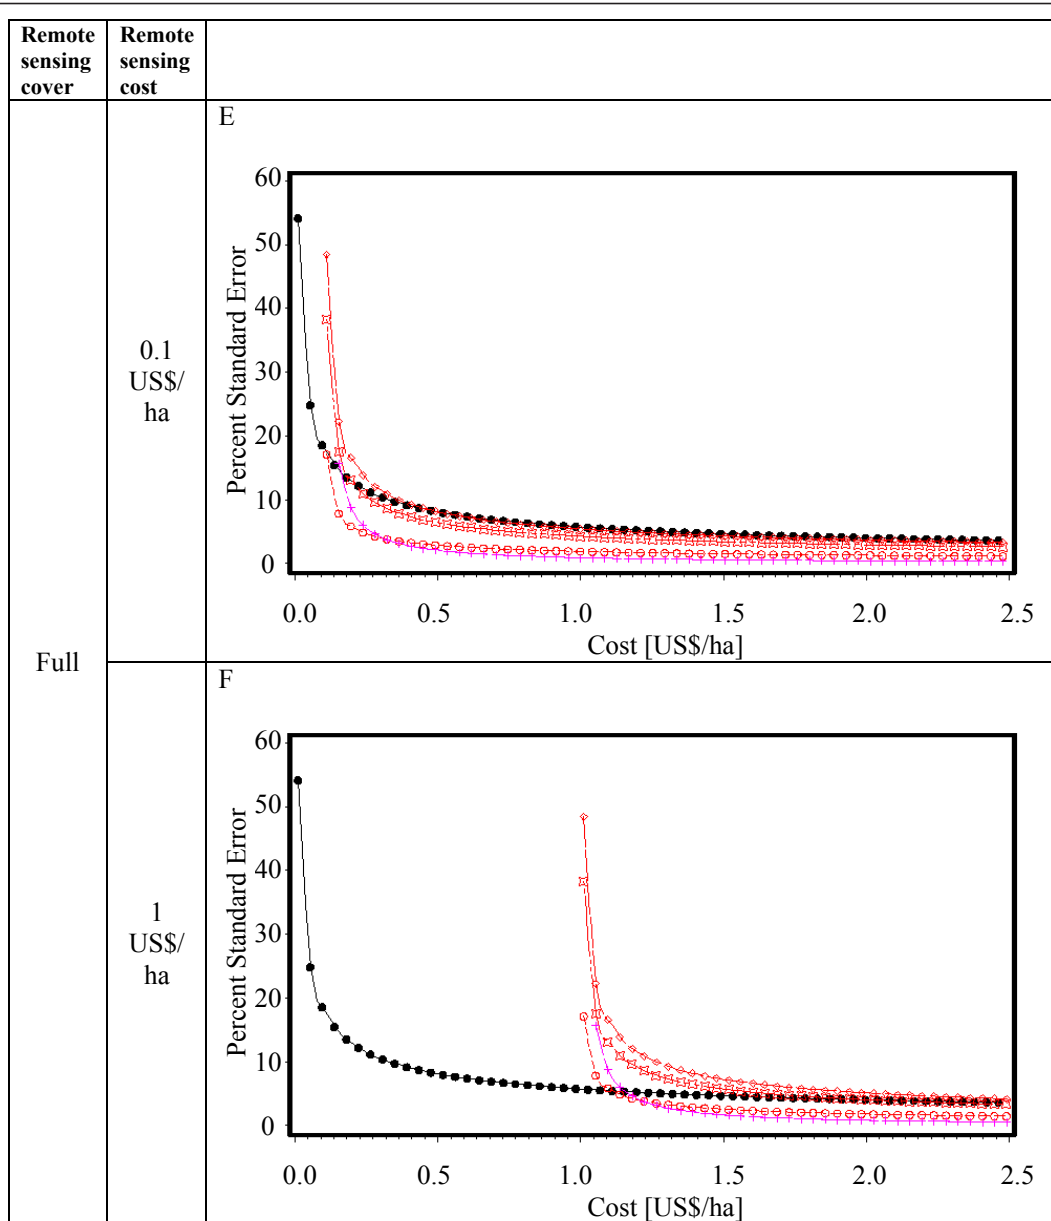 Remote sensing cover
Remote sensing cost
Full
0.1 US$/ ha
E
60
50
40
30
20
10
0
Percent Standard Error
0.0 0.5 1.0 1.5 2.0 2.5
Cost [US$/ha]
1 US$/ ha
F
60
50
40
30
20
10
0
Percent Standard Error
0.0 0.5 1.0 1.5 2.0 2.5
Cost [US$/ha]